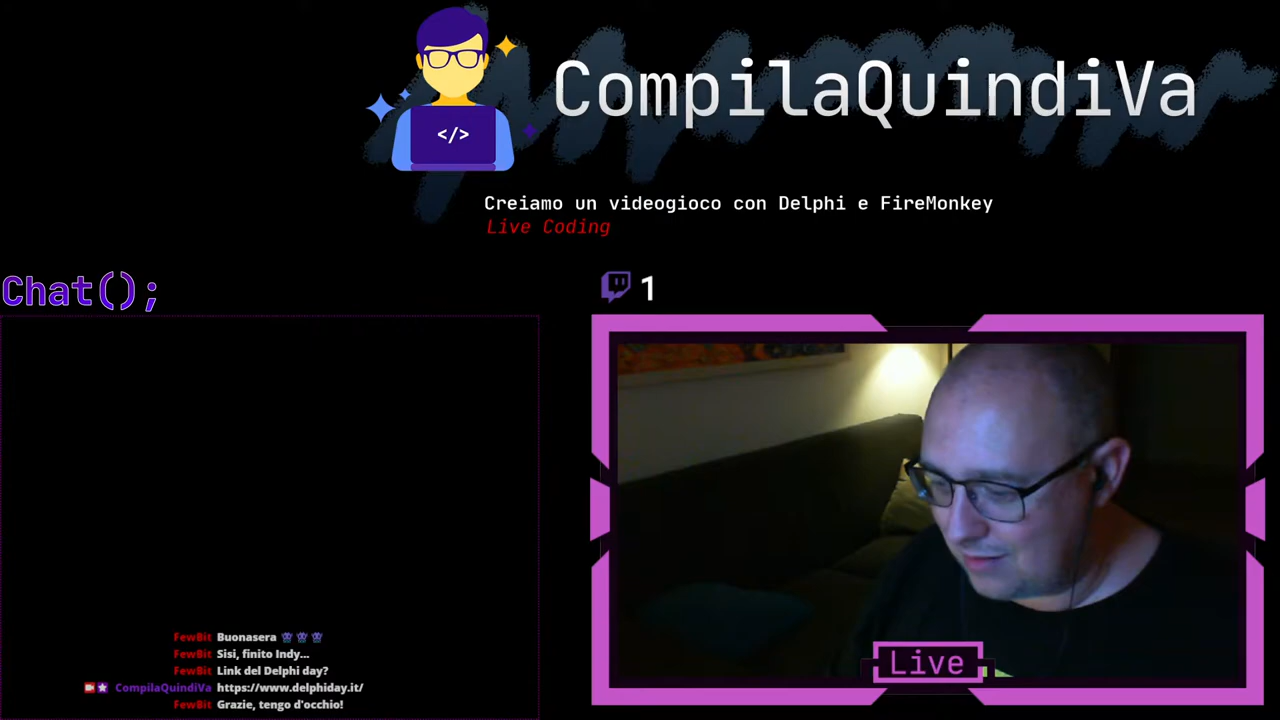 </>
CompilaQuindiVa
Creiamo un videogioco con Delphi e FireMonkey
Live Coding
Chat();
1
FewBit Buonasera
FewBit Sisi, finito Indy...
FewBit Link del Delphi day?
CompilaQuindiVa https://www.delphiday.it/
FewBit Grazie, tengo d'occhio!
Live